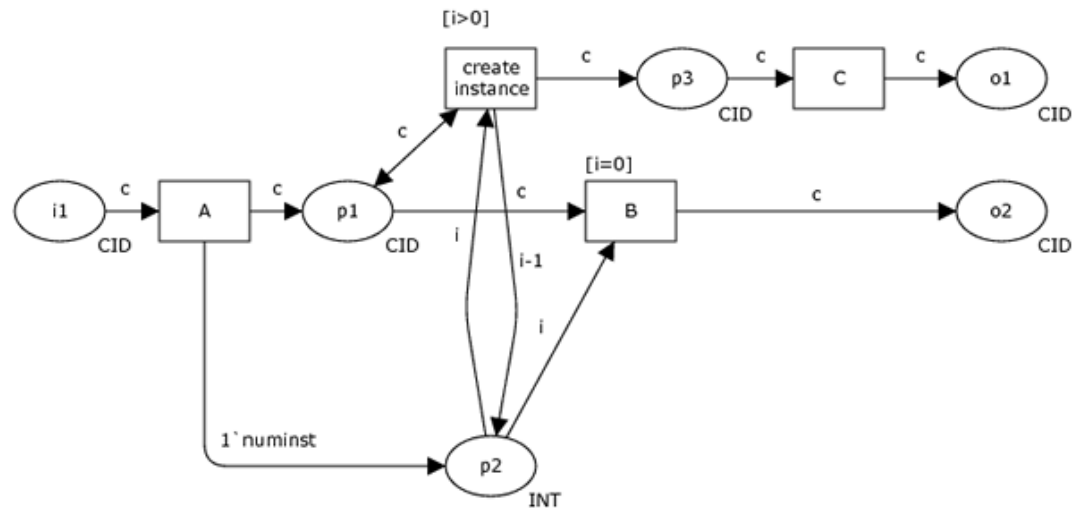 [i>0]
create
instance
c
p3
CID
c
C
c
o1
CID
c
[i=0]
i1
CID
c
A
c
p1
CID
c
B
c
o2
CID
i
i-1
i
1`numinst
p2
INT